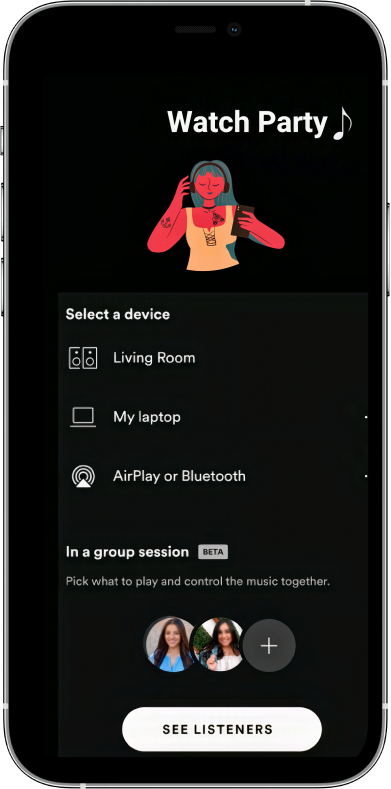 Watch Party
Select a device
Living Room
My laptop
AirPlay or Bluetooth
In a group session BETA
Pick what to play and control the music together.
SEE LISTENERS